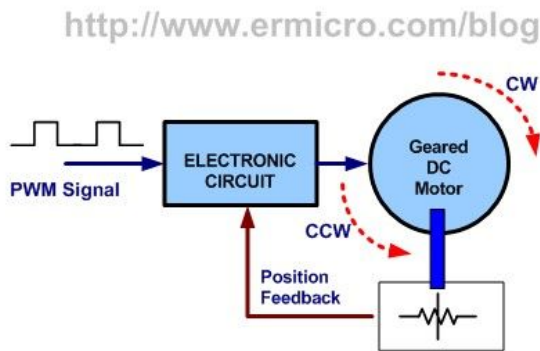 http://www.ermicro.com/blog
CW
PWM Signal
ELECTRONIC
CIRCUIT
Geared
DC
Motor
CCW
Position
Feedback